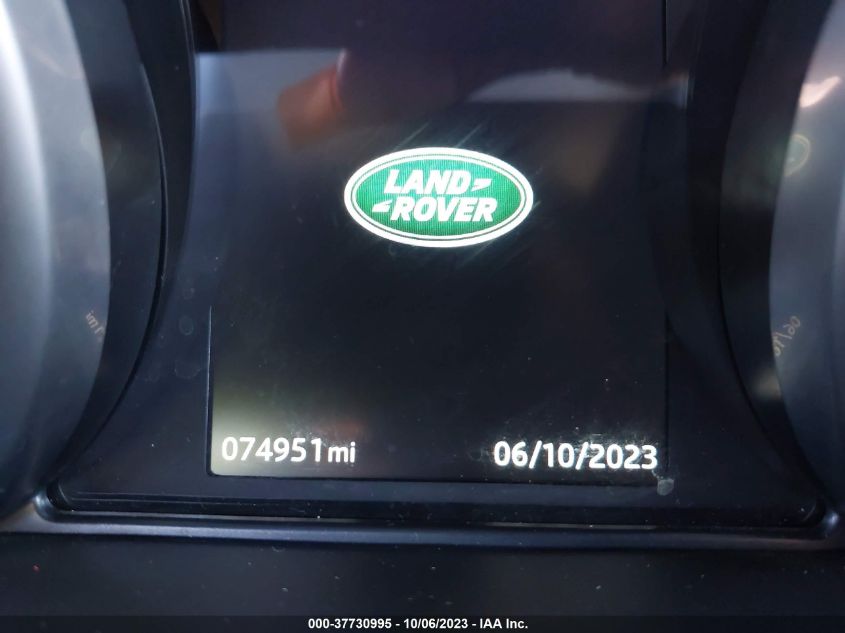 LAND
ROVER
074951mi
06/10/2023
000-37730995 - 10/06/2023 - IAA Inc.